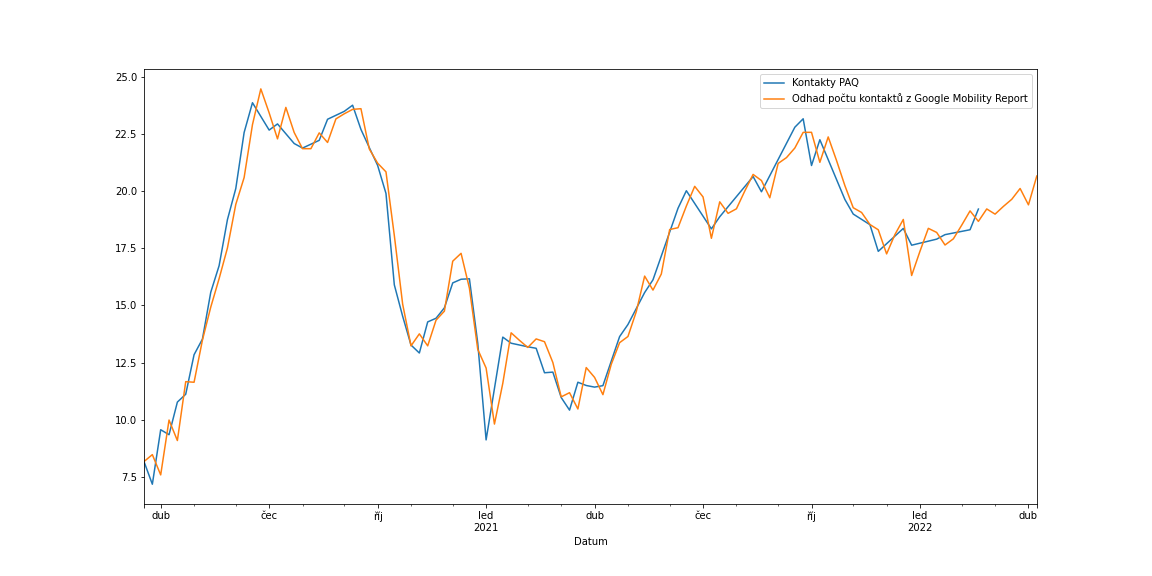 25.0
22.5
20.0
17.5
15.0
12.5
10.0
7.5
Kontakty PAQ
Odhad počtu kontaktů z Google Mobility Report
dub čec říj led dub čec říj led dub
2021 2022
Datum